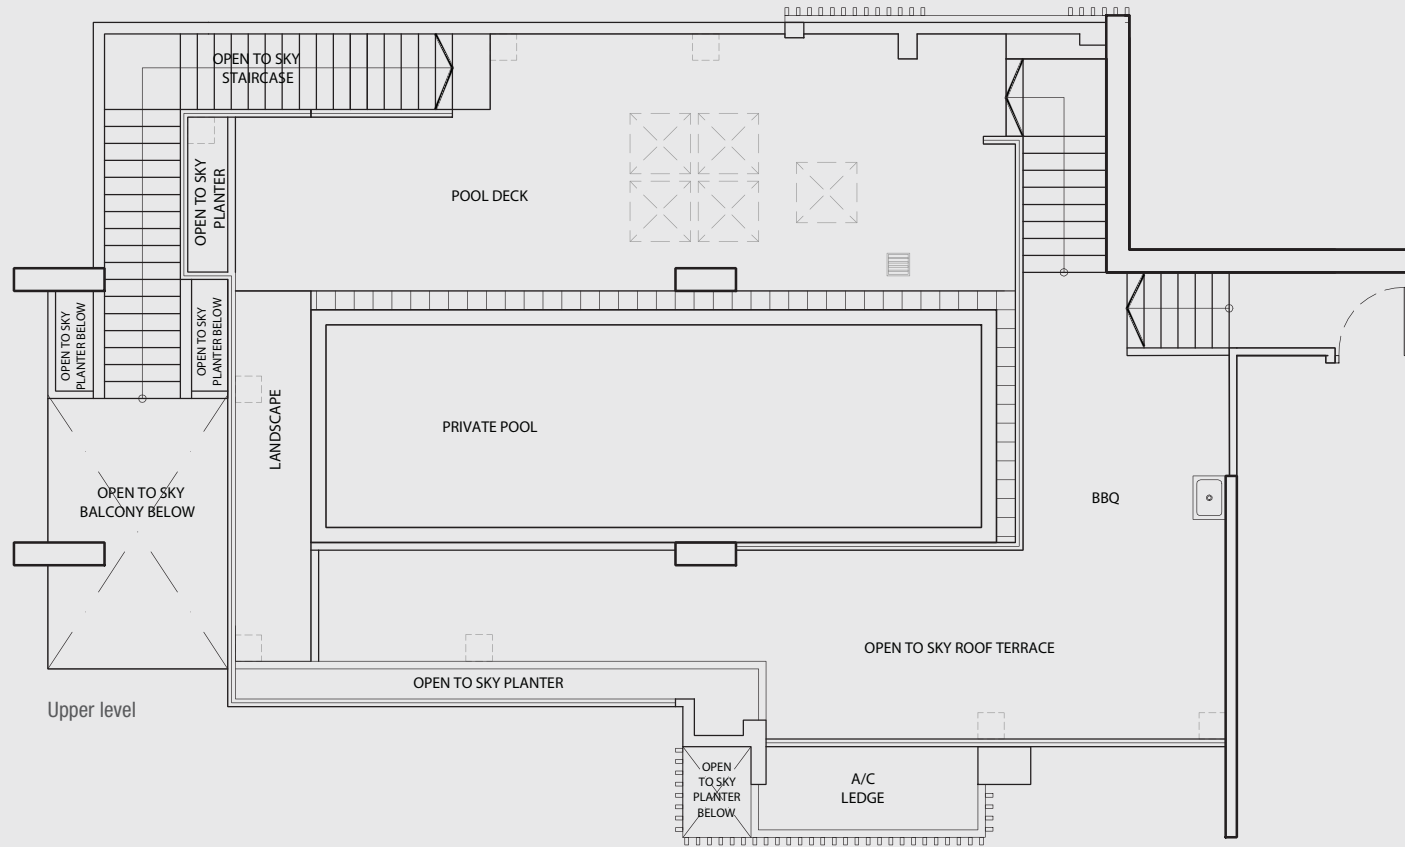 OPEN TO SKY
STAIRCASE
OPEN TO SKY
PLANTER
POOL DECK
OPEN TO SKY
PLANTER BELOW
OPEN TO SKY
PLANTER BELOW
LANDSCAPE
PRIVATE POOL
OPEN TO SKY
BALCONY BELOW
BBQ
OPEN TO SKY ROOF TERRACE
OPEN TO SKY PLANTER
Upper level
OPEN
TO SKY
PLANTER
BELOW
A/C
LEDGE